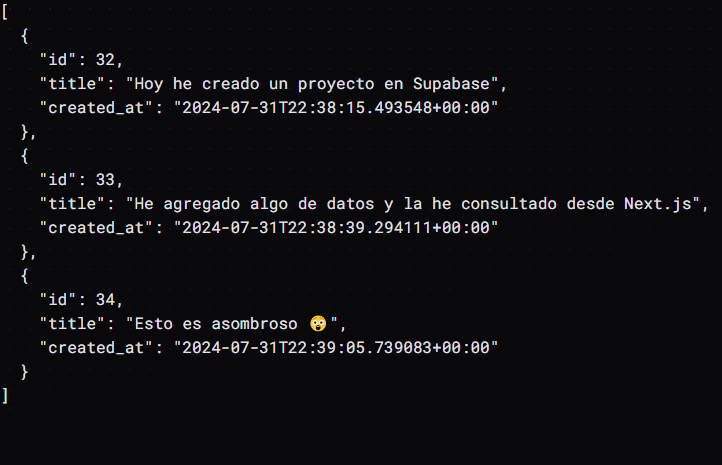 [
  {
    "id": 32,
    "title": "Hoy he creado un proyecto en Supabase",
    "created_at": "2024-07-31T22:38:15.493548+00:00"
  },
  {
    "id": 33,
    "title": "He agregado algo de datos y la he consultado desde Next.js",
    "created_at": "2024-07-31T22:38:39.294111+00:00"
  },
  {
    "id": 34,
    "title": "Esto es asombroso 😲",
    "created_at": "2024-07-31T22:39:05.739083+00:00"
  }
]